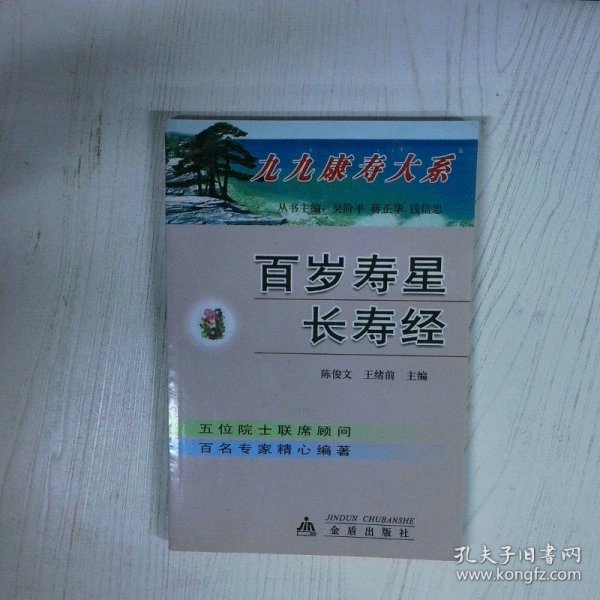 九九康寿大系
丛书主编:吴阶平 蒋正华 钱信忠
百岁寿星
长寿经
陈俊文 王绪前 主编
五位院士联席顾问
百名专家精心编著
JINDUN CHUBANSHE
金盾出版社
孔夫子旧书网
www.kongfz.com